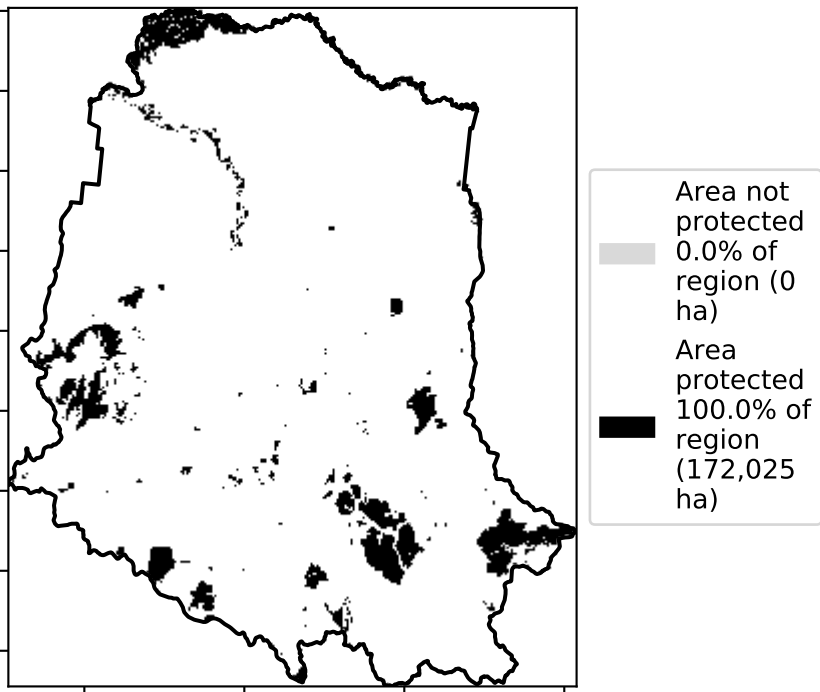 Area not
protected
0.0% of
region (0
ha)
Area
protected
100.0% of
region
(172,025
ha)